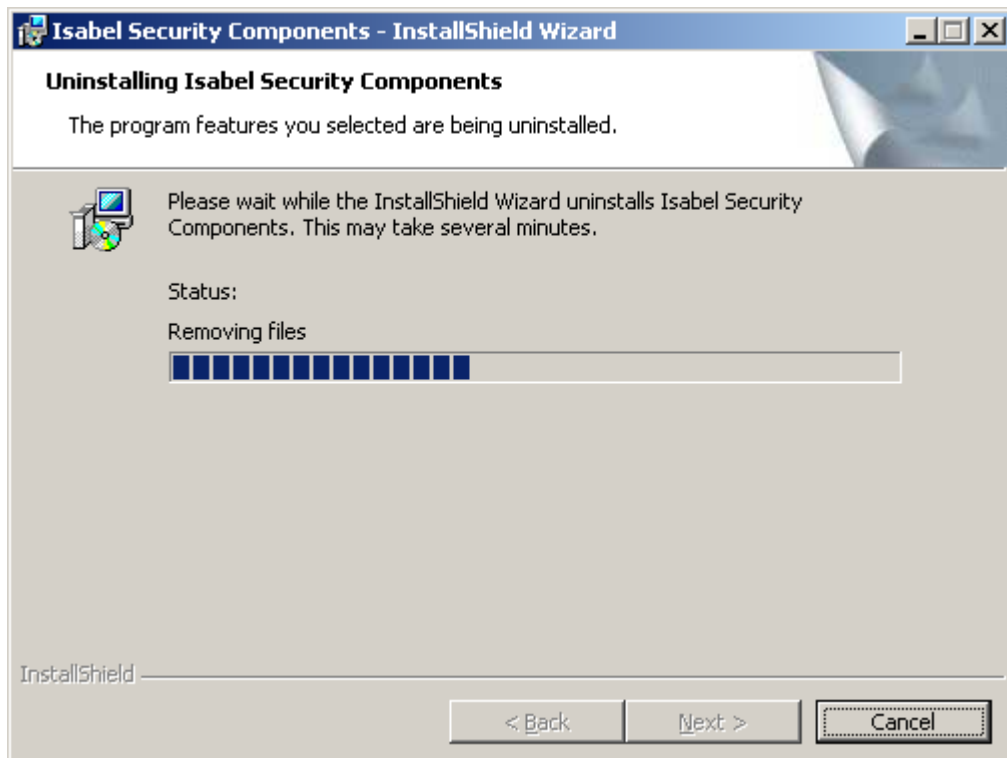 Isabel Security Components - InstallShield Wizard
Uninstalling Isabel Security Components
The program features you selected are being uninstalled.
Please wait while the InstallShield Wizard uninstalls Isabel Security
Components. This may take several minutes.
Status:
Removing files
InstallShield
< Back
Next >
Cancel